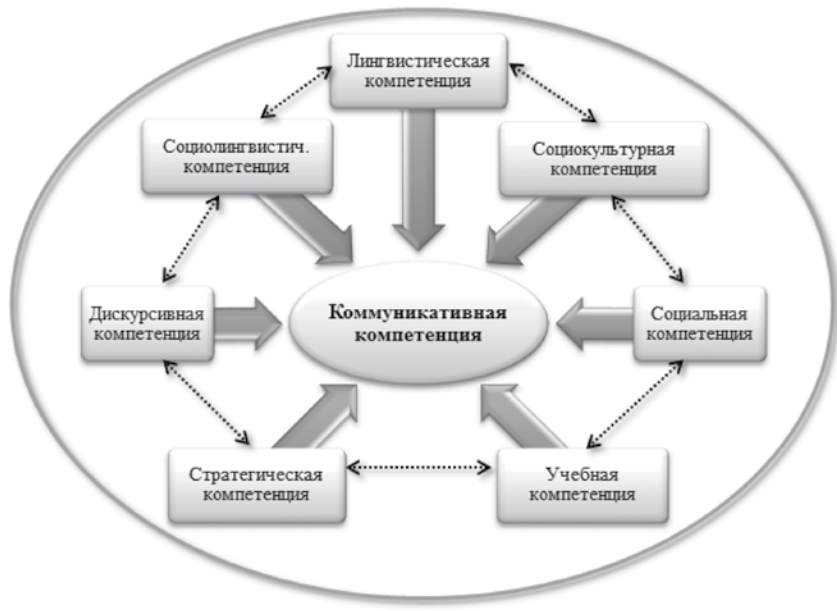 Лингвистическая
компетенция
Социолингвистич.
компетенция
Социокультурная
компетенция
Дискурсивная
компетенция
Коммуникативная
компетенция
Социальная
компетенция
Стратегическая
компетенция
Учебная
компетенция